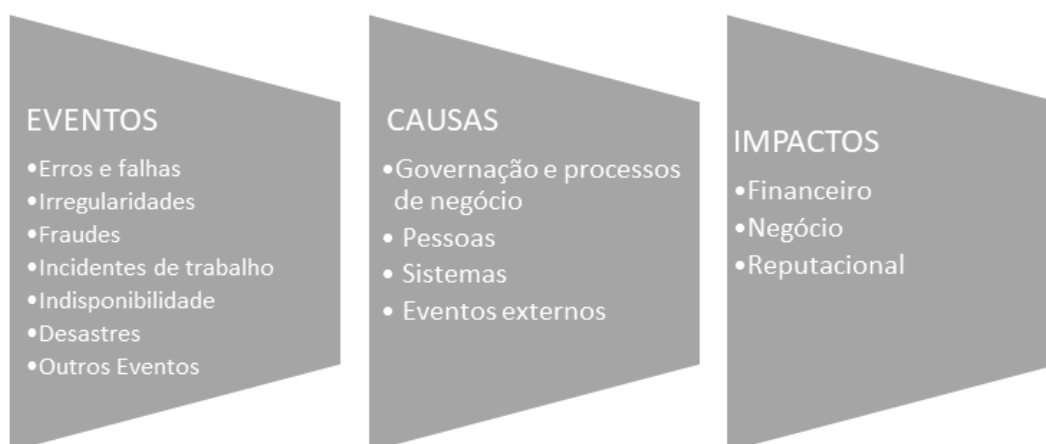 EVENTOS
•Erros e falhas
•Irregularidades
•Fraudes
•Incidentes de trabalho
•Indisponibilidade
•Desastres
•Outros Eventos
CAUSAS
•Governação e processos
de negócio
• Pessoas
• Sistemas
• Eventos externos
IMPACTOS
•Financeiro
•Negócio
•Reputacional